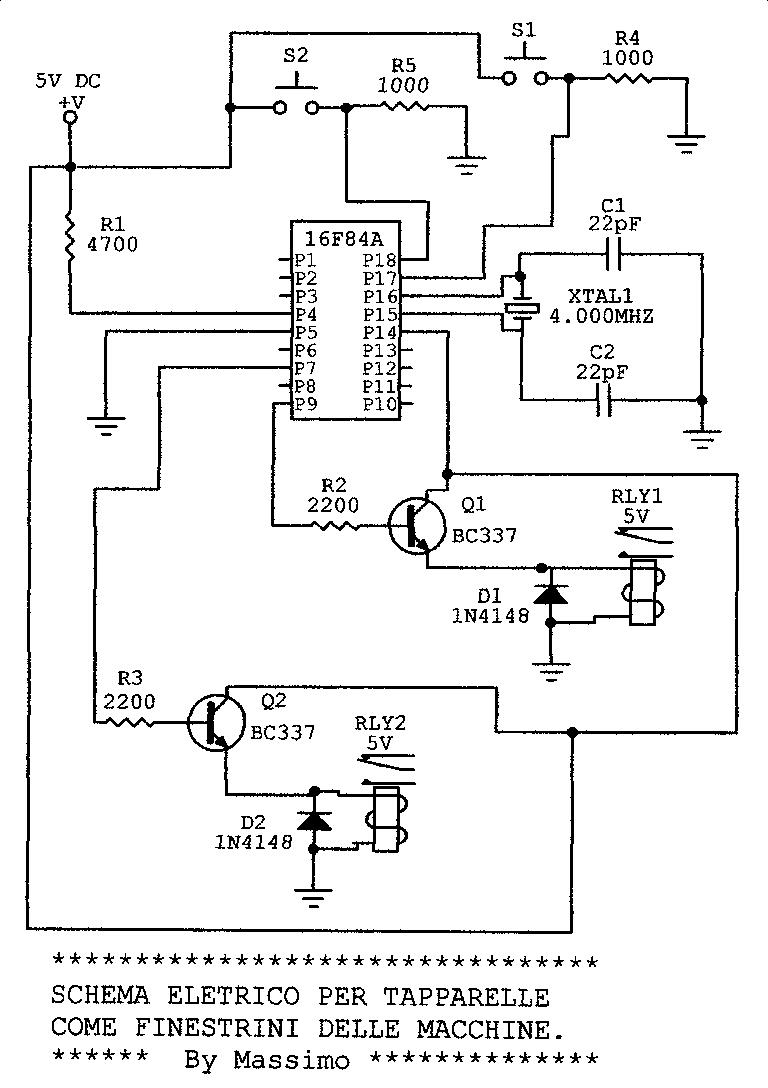 S1
S2
R4
1000
R5
1000
5V DC
+V
R1
4700
C1
22pF
16F84A
P1 P18
P2 P17
P3 P16
P4 P15
P5 P14
P6 P13
P7 P12
P8 P11
P9 P10
XTAL1
4.000MHZ
C2
22pF
R2
2200
Q1
BC337
RLY1
5V
D1
1N4148
R3
2200
Q2
BC337
RLY2
5V
D2
1N4148
*********************************
SCHEMA ELETRICO PER TAPPARELLE
COME FINESTRINI DELLE MACCHINE.
****** By Massimo **************